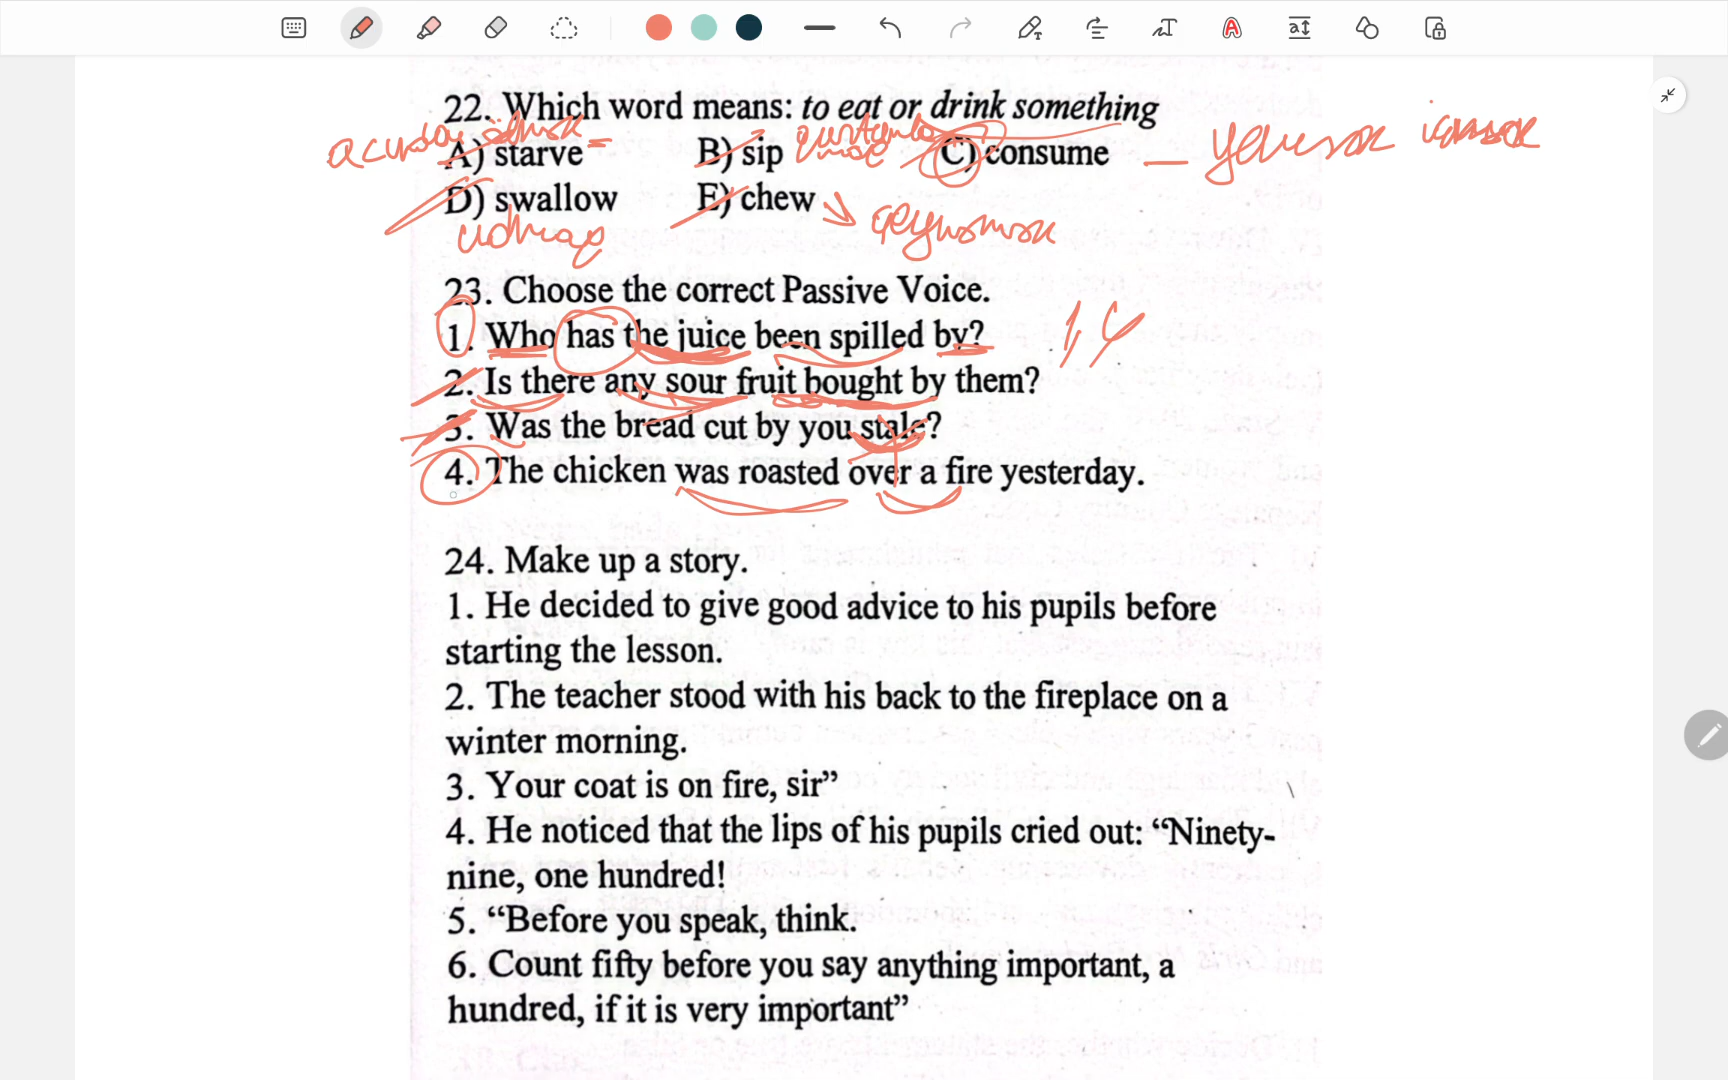 22. Which word means: to eat or drink something
A) starve B) sip C) consume
D) swallow E) chew
23. Choose the correct Passive Voice.
1. Who has the juice been spilled by? 1,4
2. Is there any sour fruit bought by them?
3. Was the bread cut by you stale?
4. The chicken was roasted over a fire yesterday.
24. Make up a story.
1. He decided to give good advice to his pupils before
starting the lesson.
2. The teacher stood with his back to the fireplace on a
winter morning.
3. Your coat is on fire, sir”
4. He noticed that the lips of his pupils cried out: “Ninety-
nine, one hundred!
5. “Before you speak, think.
6. Count fifty before you say anything important, a
hundred, if it is very important”